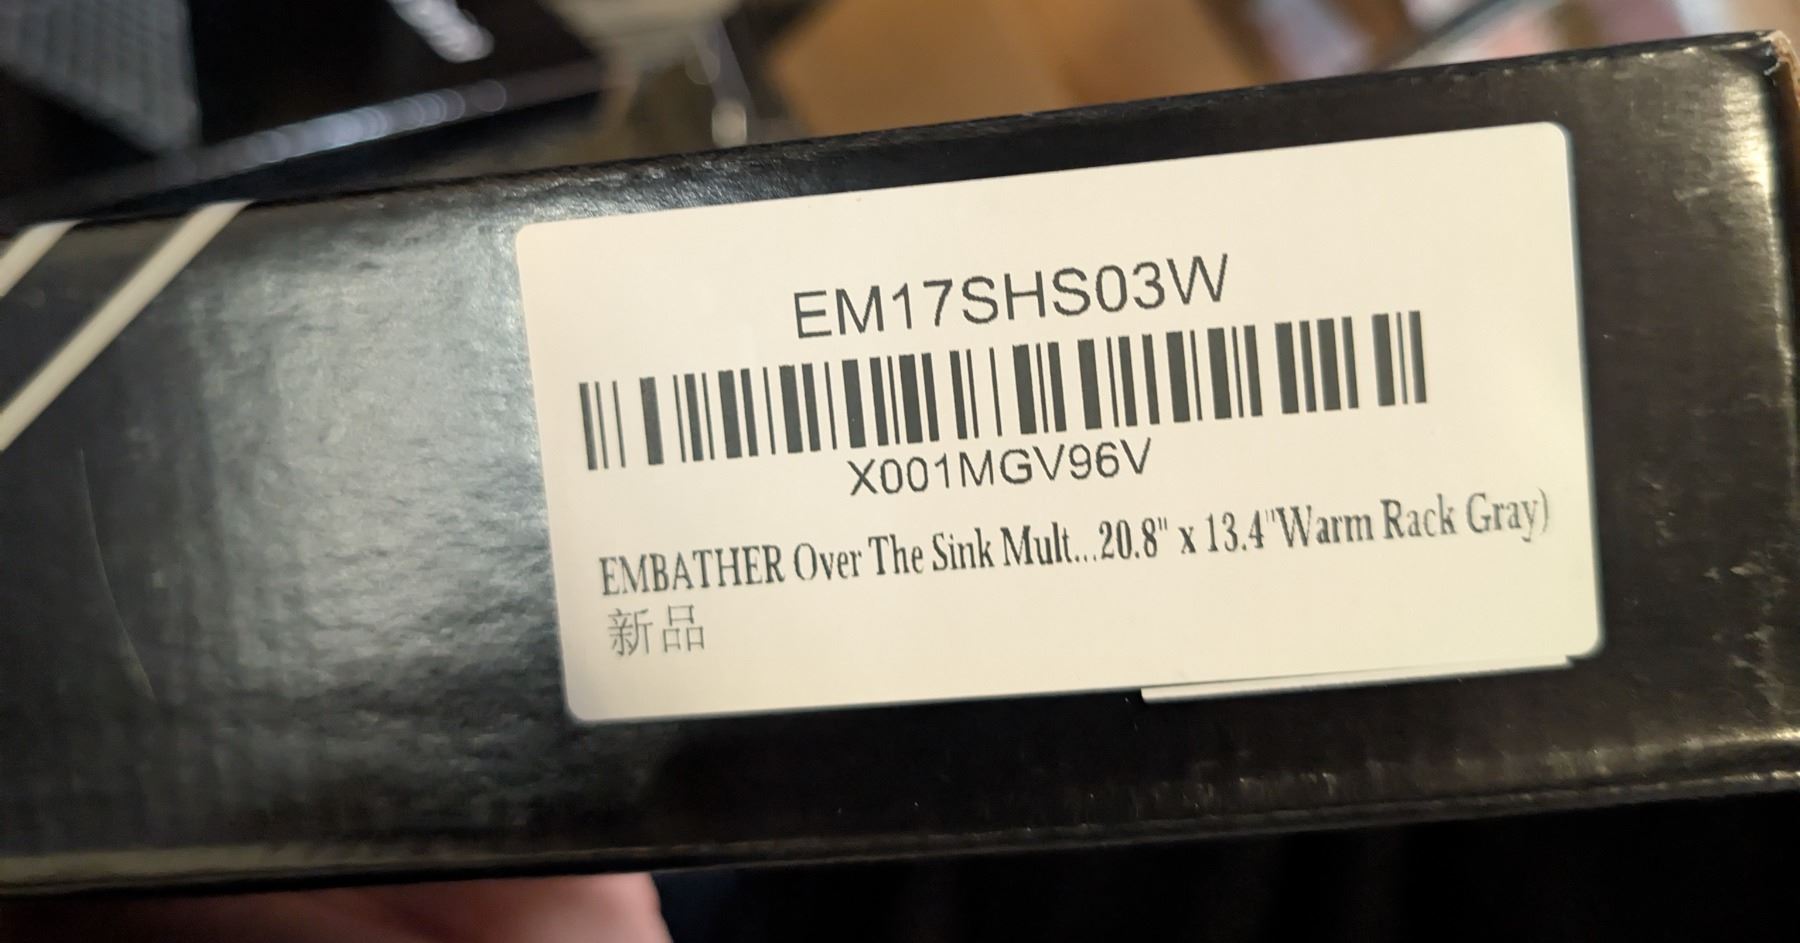 EM17SHS03W
X001MGV96V
EMBATHER Over The Sink Mult...20.8" x 13.4"Warm Rack Gray)
新品